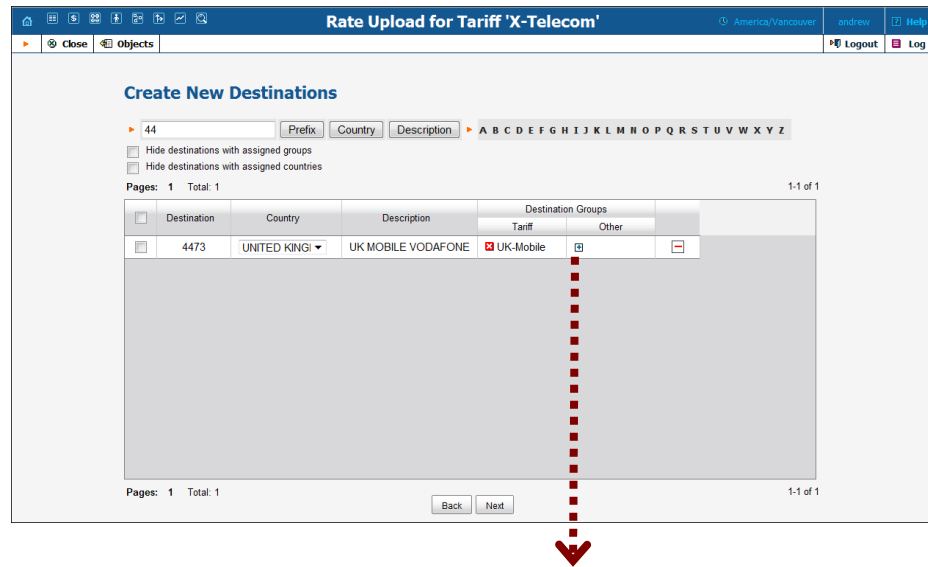 Rate Upload for Tariff 'X-Telecom' America/Vancouver andrew ? Help
Close Objects Logout Log
Create New Destinations
44 Prefix Country Description A B C D E F G H I J K L M N O P Q R S T U V W X Y Z
Hide destinations with assigned groups
Hide destinations with assigned countries
Pages: 1 Total: 1 1-1 of 1
Destination Country Description Destination Groups
Tariff Other
4473 UNITED KINGI UK MOBILE VODAFONE UK-Mobile
Pages: 1 Total: 1 1-1 of 1
Back Next